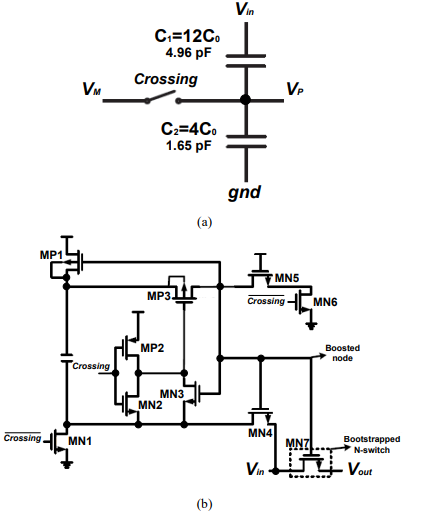 Vin
C₁=12C₀
4.96 pF
Crossing
VM
VP
C₂=4C₀
1.65 pF
gnd
(a)
MP1
MP3
MN5
Crossing
MN6
MP2
Crossing
MN2
MN3
Boosted
node
Crossing
MN1
MN4
MN7
Bootstrapped
N-switch
Vin
Vout
(b)